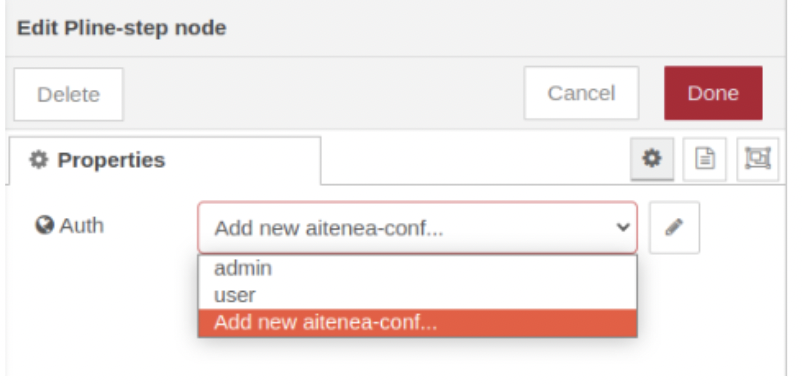 Edit Pline-step node
Delete Cancel Done
Properties
Auth Add new aitenea-conf...
admin
user
Add new aitenea-conf...